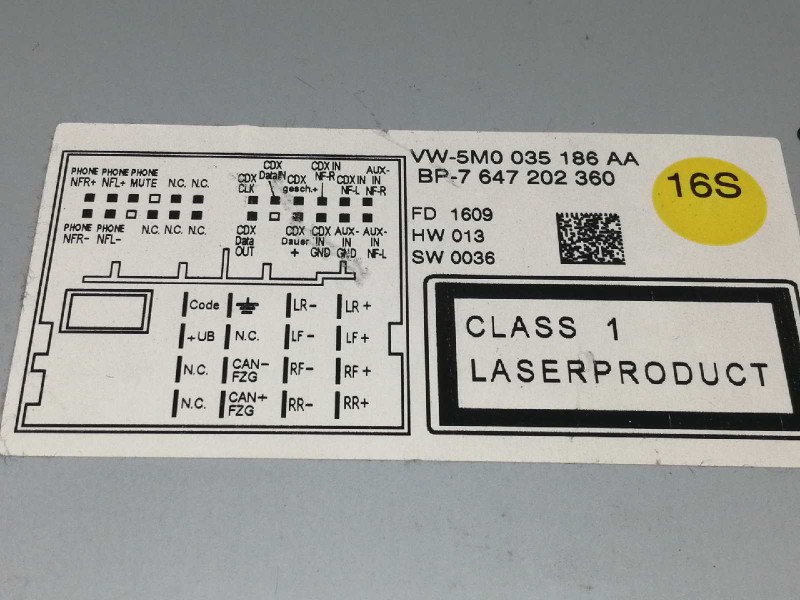 VW-5M0 035 186 AA
BP-7 647 202 360
16S
FD 1609
HW 013
SW 0036
CLASS 1
LASERPRODUCT
PHONE PHONE PHONE
NFR+ NFL+ MUTE N.C. N.C.
PHONE PHONE
NFR- NFL- N.C. N.C. N.C.
CDX CLK
CDX DataIN
CDX gesch.+
CDX IN NF-R
CDX IN NF-L
AUX- IN NF-R
CDX Data OUT
CDX Dauer +
CDX IN GND
AUX- IN GND
AUX- IN NF-L
Code LR- LR+
+UB N.C. LF- LF+
N.C. CAN- FZG RF- RF+
N.C. CAN+ FZG RR- RR+